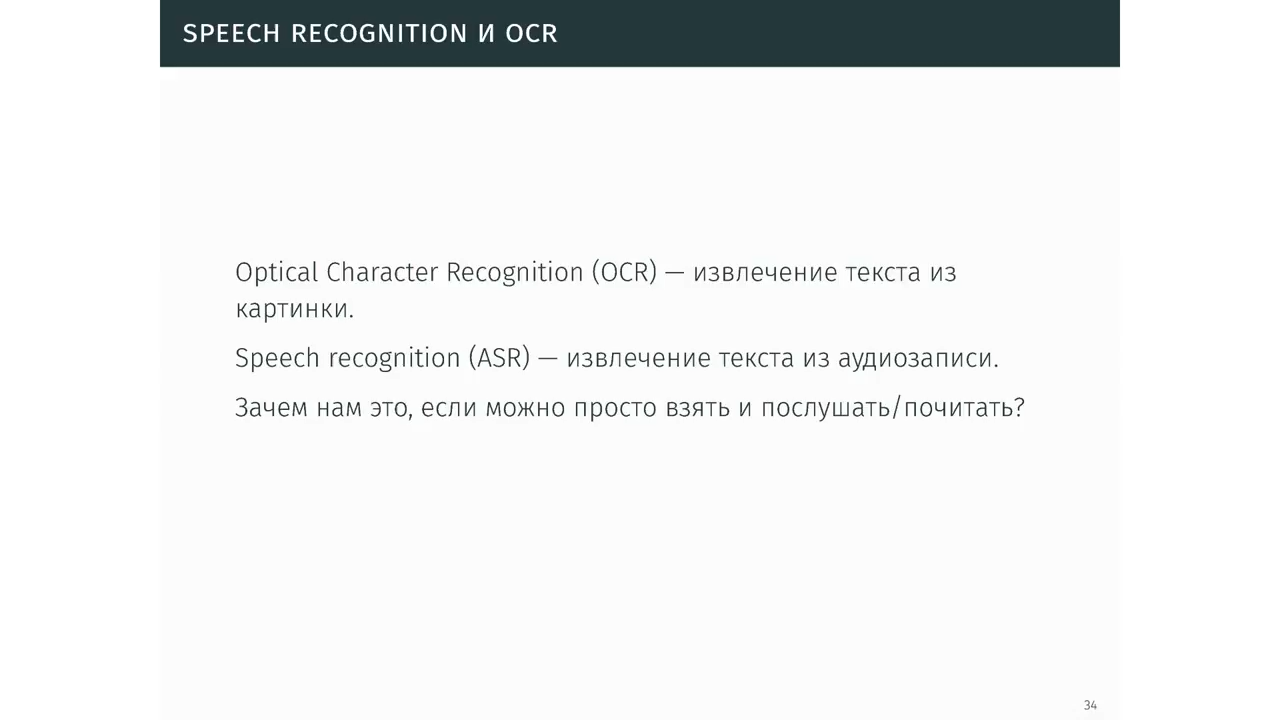 SPEECH RECOGNITION И OCR
Optical Character Recognition (OCR) — извлечение текста из
картинки.
Speech recognition (ASR) — извлечение текста из аудиозаписи.
Зачем нам это, если можно просто взять и послушать/почитать?
34